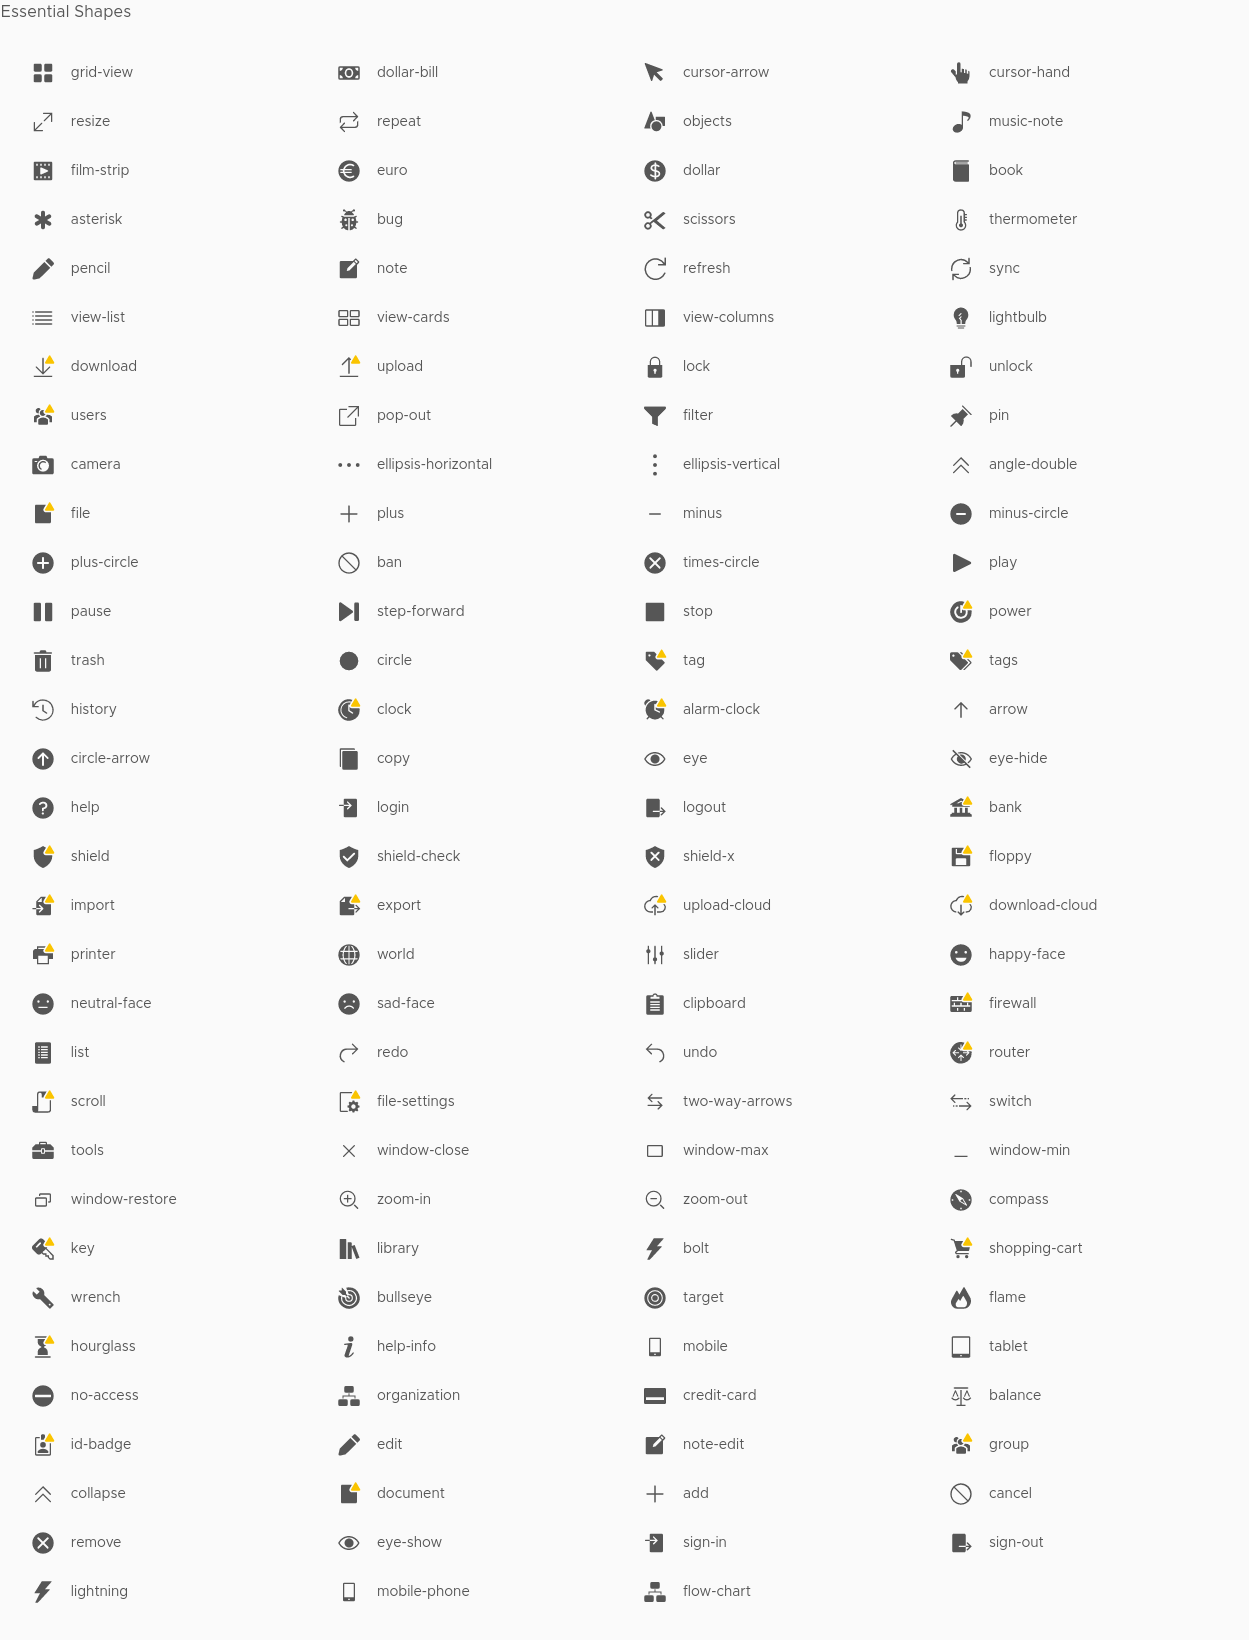 Essential Shapes
grid-view
dollar-bill
cursor-arrow
cursor-hand
resize
repeat
objects
music-note
film-strip
euro
dollar
book
asterisk
bug
scissors
thermometer
pencil
note
refresh
sync
view-list
view-cards
view-columns
lightbulb
download
upload
lock
unlock
users
pop-out
filter
pin
camera
ellipsis-horizontal
ellipsis-vertical
angle-double
file
plus
minus
minus-circle
plus-circle
ban
times-circle
play
pause
step-forward
stop
power
trash
circle
tag
tags
history
clock
alarm-clock
arrow
circle-arrow
copy
eye
eye-hide
help
login
logout
bank
shield
shield-check
shield-x
floppy
import
export
upload-cloud
download-cloud
printer
world
slider
happy-face
neutral-face
sad-face
clipboard
firewall
list
redo
undo
router
scroll
file-settings
two-way-arrows
switch
tools
window-close
window-max
window-min
window-restore
zoom-in
zoom-out
compass
key
library
bolt
shopping-cart
wrench
bullseye
target
flame
hourglass
help-info
mobile
tablet
no-access
organization
credit-card
balance
id-badge
edit
note-edit
group
collapse
document
add
cancel
remove
eye-show
sign-in
sign-out
lightning
mobile-phone
flow-chart